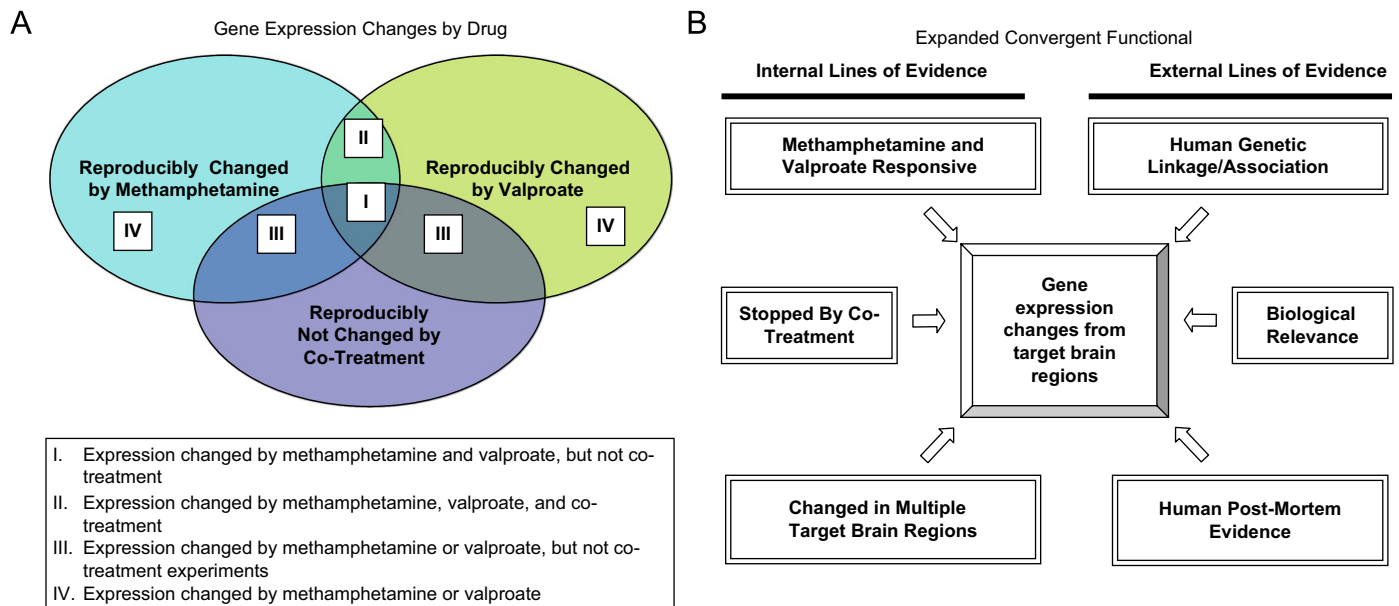 A
Gene Expression Changes by Drug
II
Reproducibly Changed
by Methamphetamine
Reproducibly Changed
by Valproate
I
IV
III
III
IV
Reproducibly
Not Changed by
Co-Treatment
I. Expression changed by methamphetamine and valproate, but not co-
treatment
II. Expression changed by methamphetamine, valproate, and co-
treatment
III. Expression changed by methamphetamine or valproate, but not co-
treatment experiments
IV. Expression changed by methamphetamine or valproate
B
Expanded Convergent Functional
Internal Lines of Evidence
External Lines of Evidence
Methamphetamine and
Valproate Responsive
Human Genetic
Linkage/Association
Stopped By Co-
Treatment
Gene
expression
changes from
target brain
regions
Biological
Relevance
Changed in Multiple
Target Brain Regions
Human Post-Mortem
Evidence